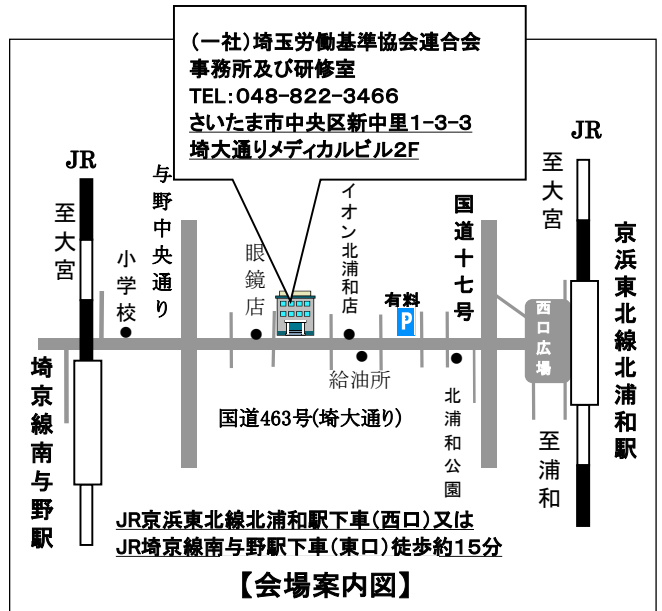 （一社）埼玉労働基準協会連合会
事務所及び研修室
TEL：048-822-3466
さいたま市中央区新中里1-3-3
埼大通りメディカルビル2F
JR
至大宮
小学校
与野中央通り
眼鏡店
イオン北浦和店
有料
P
国道十七号
JR
至大宮
京浜東北線北浦和駅
西口広場
埼京線南与野駅
給油所
国道463号(埼大通り)
北浦和公園
至浦和
JR京浜東北線北浦和駅下車（西口）又は
JR埼京線南与野駅下車（東口）徒歩約15分
【会場案内図】